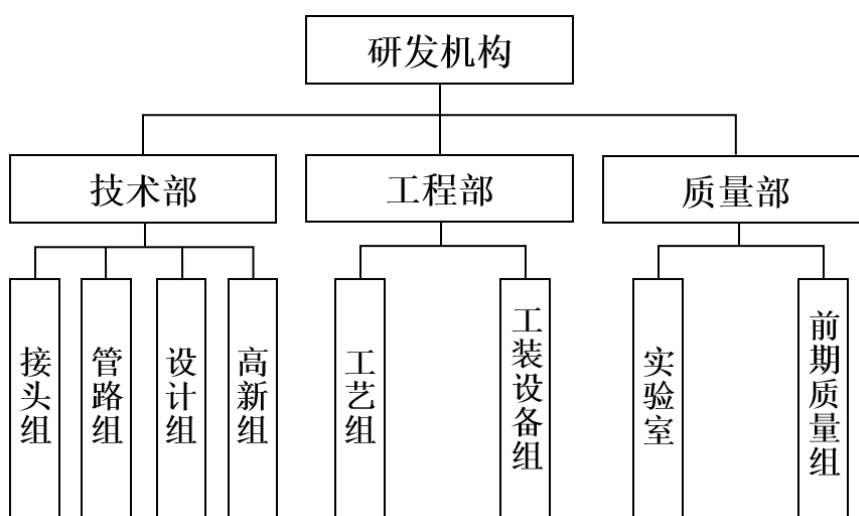 研发机构
技术部
工程部
质量部
接头组
管路组
设计组
高新组
工艺组
工装设备组
实验室
前期质量组